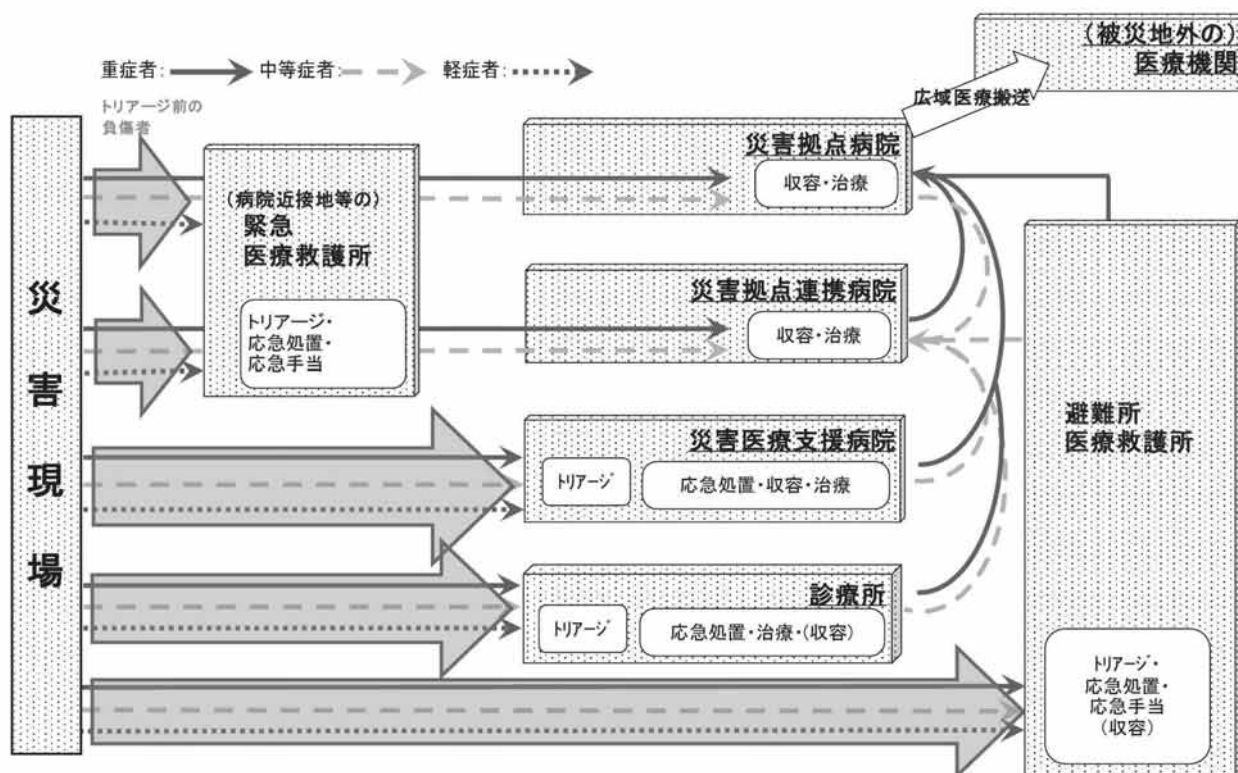 (被災地外の)
医療機関
重症者:
中等症者:
軽症者:
広域医療搬送
トリアージ前の
負傷者
災害現場
(病院近接地等の)
緊急
医療救護所
トリアージ・
応急処置・
応急手当
災害拠点病院
収容・治療
災害拠点連携病院
収容・治療
災害医療支援病院
トリアージ
応急処置・収容・治療
診療所
トリアージ
応急処置・治療・(収容)
避難所
医療救護所
トリアージ・
応急処置・
応急手当
(収容)